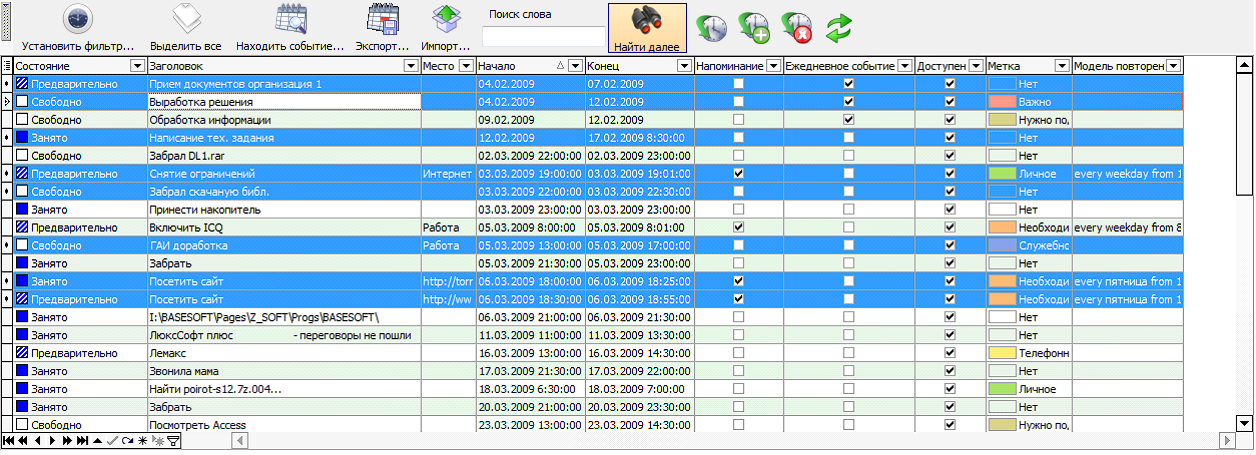 Поиск слова
Установить фильтр... Выделить все Находить событие... Экспорт... Импорт... Найти далее
Состояние Заголовок Место Начало Конец Напоминание Ежедневное событие Доступен Метка Модель повторен
Предварительно Прием документов организация 1 04.02.2009 07.02.2009 Нет
Свободно Выработка решения 04.02.2009 12.02.2009 Важно
Свободно Обработка информации 09.02.2009 12.02.2009 Нужно по,
Занято Написание тех. задания 12.02.2009 17.02.2009 8:30:00 Нет
Свободно Забрал DL1.rar 02.03.2009 22:00:00 02.03.2009 23:00:00 Нет
Предварительно Снятие ограничений Интернет 03.03.2009 19:00:00 03.03.2009 19:01:00 Личное every weekday from 1
Свободно Забрал скачаную библ. 03.03.2009 22:00:00 03.03.2009 22:30:00 Нет
Занято Принести накопитель 03.03.2009 23:00:00 03.03.2009 23:00:00 Нет
Предварительно Включить ICQ Работа 05.03.2009 8:00:00 05.03.2009 8:01:00 Необходи every weekday from 8
Свободно ГАИ доработка Работа 05.03.2009 13:00:00 05.03.2009 17:00:00 Служебно
Занято Забрать 05.03.2009 21:30:00 05.03.2009 23:00:00 Нет
Занято Посетить сайт http://torr 06.03.2009 18:00:00 06.03.2009 18:25:00 Необходи every пятница from 1
Предварительно Посетить сайт http://ww 06.03.2009 18:30:00 06.03.2009 18:55:00 Необходи every пятница from 1
Занято I:\BASESOFT\Pages\Z_SOFT\Progs\BASESOFT\ 06.03.2009 21:00:00 06.03.2009 21:30:00 Нет
Занято ЛюксСофт плюс - переговоры не пошли 11.03.2009 11:00:00 11.03.2009 13:30:00 Нет
Предварительно Лемакс 16.03.2009 13:00:00 16.03.2009 14:30:00 Телефонн
Занято Звонила мама 17.03.2009 21:30:00 17.03.2009 22:00:00 Нет
Занято Найти poirot-s12.7z.004... 18.03.2009 6:30:00 18.03.2009 7:00:00 Личное
Занято Забрать 20.03.2009 21:00:00 20.03.2009 23:30:00 Нет
Свободно Посмотреть Access 23.03.2009 13:00:00 23.03.2009 14:30:00 Нужно по,